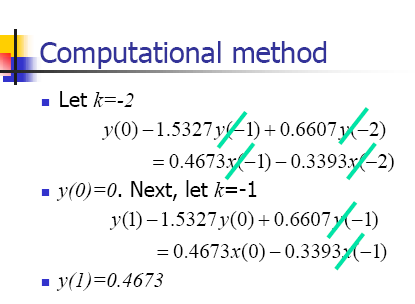 Computational method
Let k=-2
y(0)−1.5327y(−1)+0.6607y(−2)
=0.4673x(−1)−0.3393x(−2)
y(0)=0. Next, let k=-1
y(1)−1.5327y(0)+0.6607y(−1)
=0.4673x(0)−0.3393x(−1)
y(1)=0.4673